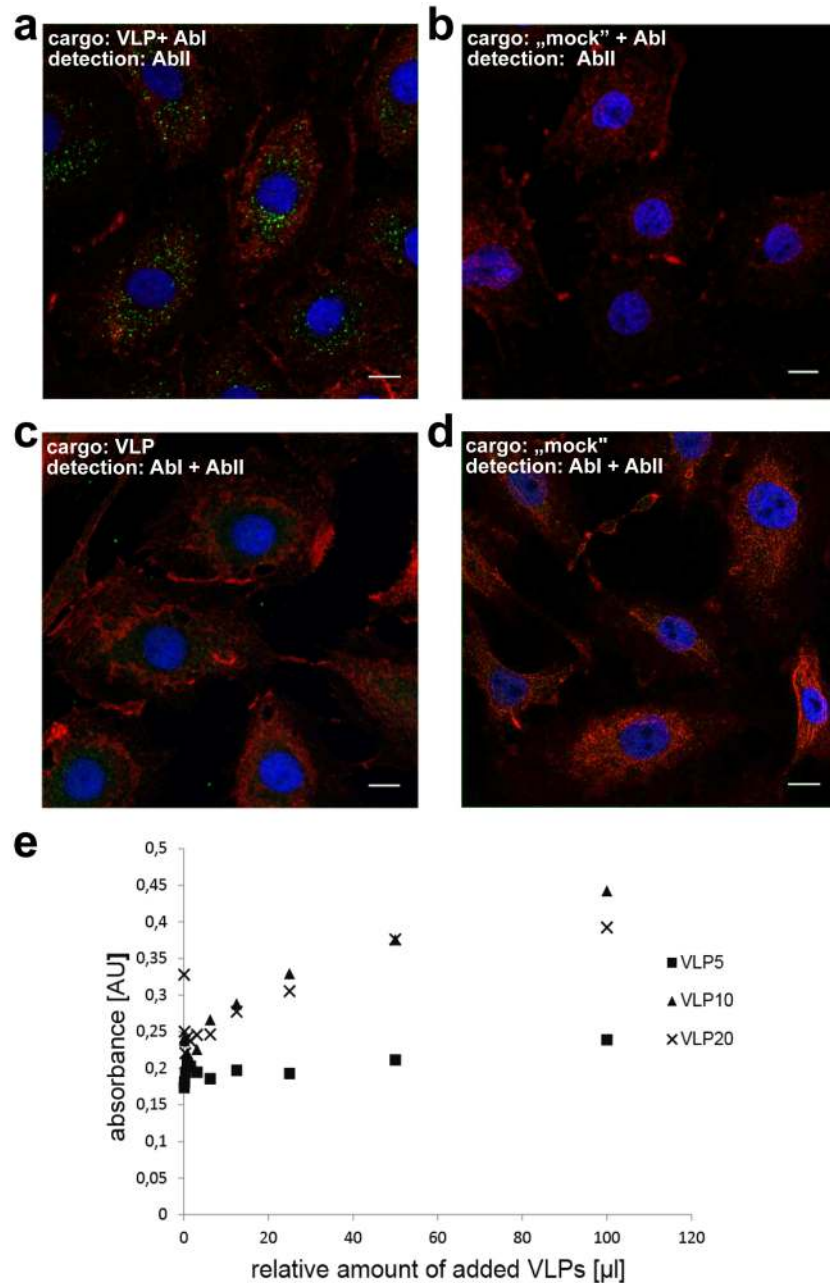 a
cargo: VLP+ AbI
detection: AbII
b
cargo: „mock” + AbI
detection: AbII
c
cargo: VLP
detection: AbI + AbII
d
cargo: „mock"
detection: AbI + AbII
e
0,5
0,45
0,4
0,35
0,3
0,25
0,2
0,15
0,1
0,05
0
absorbance [AU]
VLP5
VLP10
VLP20
0 20 40 60 80 100 120
relative amount of added VLPs [µl]